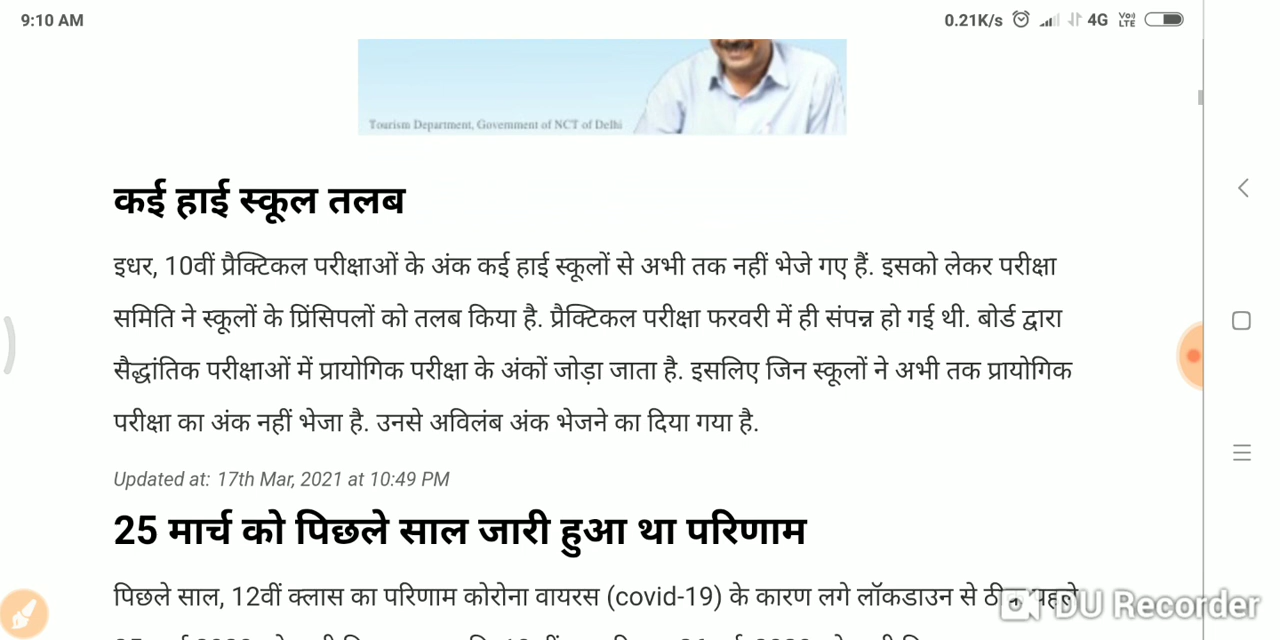 9:10 AM
0.21K/s 4G Vo)) LTE
Tourism Department, Government of NCT of Delhi
कई हाई स्कूल तलब
इधर, 10वीं प्रैक्टिकल परीक्षाओं के अंक कई हाई स्कूलों से अभी तक नहीं भेजे गए हैं. इसको लेकर परीक्षा
समिति ने स्कूलों के प्रिंसिपलों को तलब किया है. प्रैक्टिकल परीक्षा फरवरी में ही संपन्न हो गई थी. बोर्ड द्वारा
सैद्धांतिक परीक्षाओं में प्रायोगिक परीक्षा के अंकों जोड़ा जाता है. इसलिए जिन स्कूलों ने अभी तक प्रायोगिक
परीक्षा का अंक नहीं भेजा है. उनसे अविलंब अंक भेजने का दिया गया है.
Updated at: 17th Mar, 2021 at 10:49 PM
25 मार्च को पिछले साल जारी हुआ था परिणाम
पिछले साल, 12वीं क्लास का परिणाम कोरोना वायरस (covid-19) के कारण लगे लॉकडाउन से ठीक पहले
DU Recorder